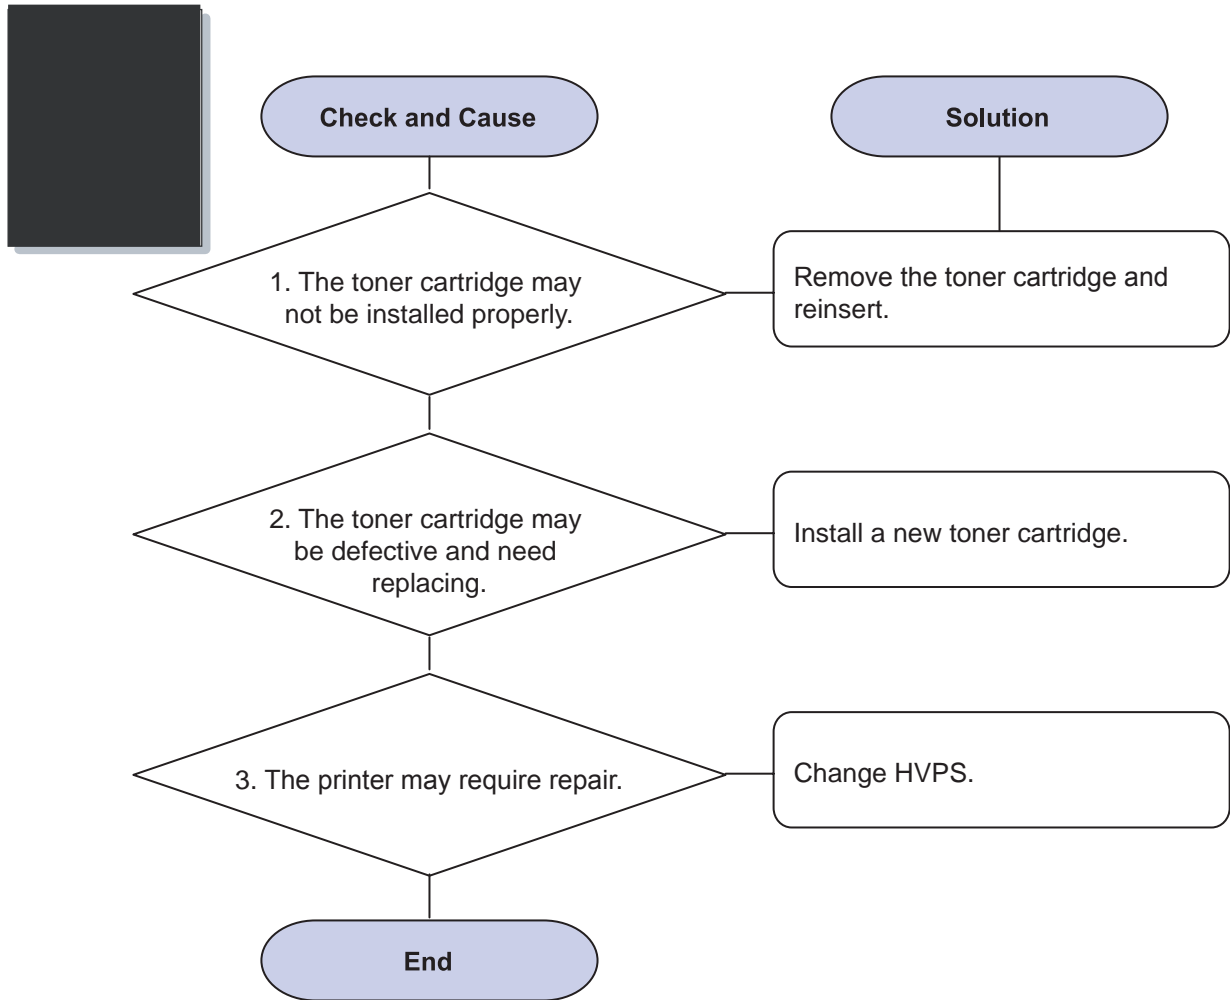 Check and Cause
Solution
1. The toner cartridge may
not be installed properly.
Remove the toner cartridge and
reinsert.
2. The toner cartridge may
be defective and need
replacing.
Install a new toner cartridge.
3. The printer may require repair.
Change HVPS.
End